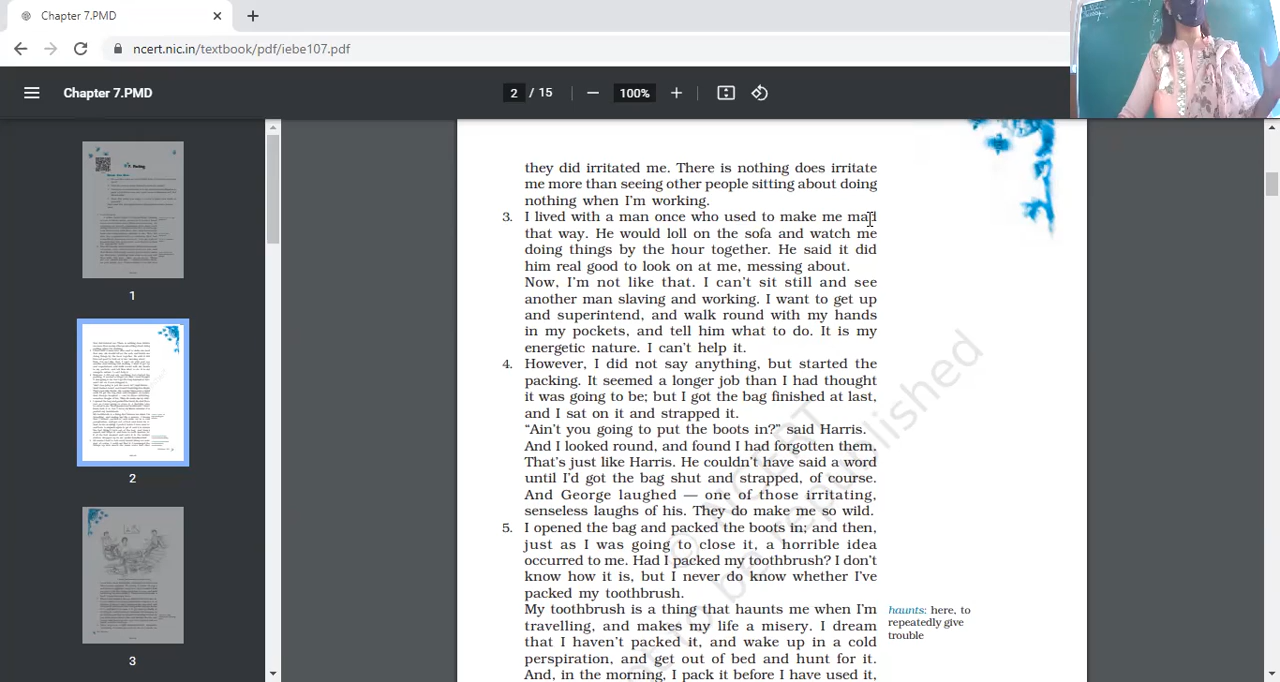 Chapter 7.PMD
ncert.nic.in/textbook/pdf/iebe107.pdf
Chapter 7.PMD
2 / 15
100%
1
2
3
they did irritated me. There is nothing does irritate
me more than seeing other people sitting about doing
nothing when I'm working.
3. I lived with a man once who used to make me mad
that way. He would loll on the sofa and watch me
doing things by the hour together. He said it did
him real good to look on at me, messing about.
Now, I'm not like that. I can't sit still and see
another man slaving and working. I want to get up
and superintend, and walk round with my hands
in my pockets, and tell him what to do. It is my
energetic nature. I can't help it.
4. However, I did not say anything, but started the
packing. It seemed a longer job than I had thought
it was going to be; but I got the bag finished at last,
and I sat on it and strapped it.
“Ain't you going to put the boots in?” said Harris.
And I looked round, and found I had forgotten them.
That's just like Harris. He couldn't have said a word
until I'd got the bag shut and strapped, of course.
And George laughed — one of those irritating,
senseless laughs of his. They do make me so wild.
5. I opened the bag and packed the boots in; and then,
just as I was going to close it, a horrible idea
occurred to me. Had I packed my toothbrush? I don't
know how it is, but I never do know whether I've
packed my toothbrush.
My toothbrush is a thing that haunts me when I'm
travelling, and makes my life a misery. I dream
that I haven't packed it, and wake up in a cold
perspiration, and get out of bed and hunt for it.
And, in the morning, I pack it before I have used it,
haunts: here, to
repeatedly give
trouble